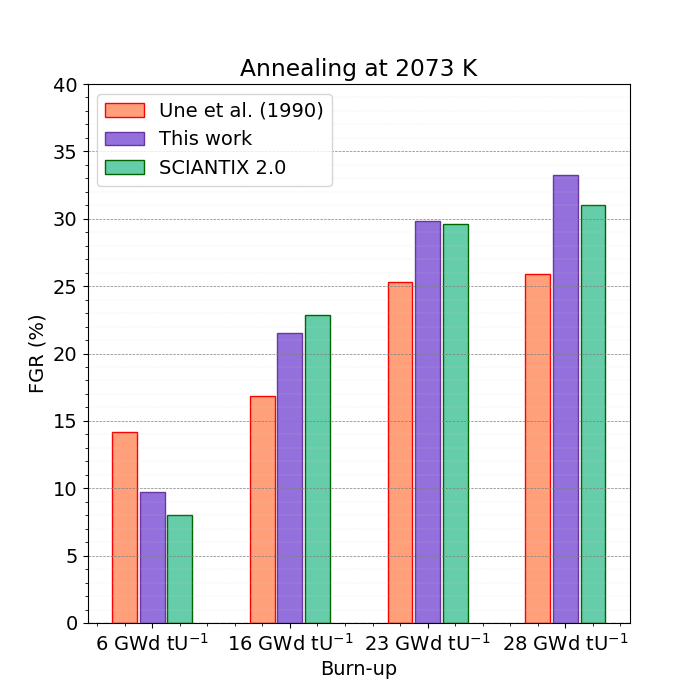 Annealing at 2073 K
Une et al. (1990)
This work
SCIANTIX 2.0
40
35
30
25
20
15
10
5
0
FGR (%)
6 GWd tU⁻¹ 16 GWd tU⁻¹ 23 GWd tU⁻¹ 28 GWd tU⁻¹
Burn-up